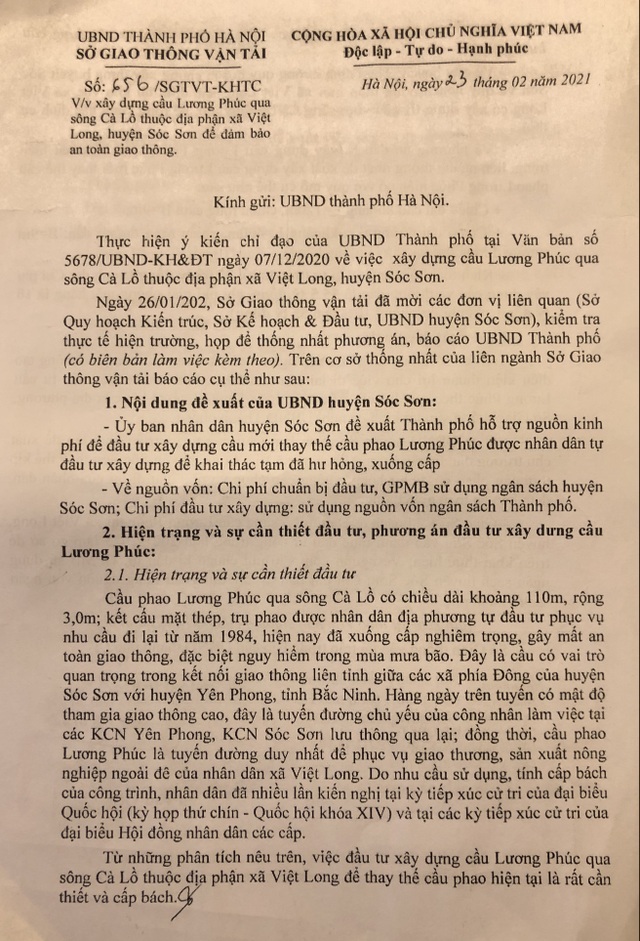 UBND THÀNH PHỐ HÀ NỘI
SỞ GIAO THÔNG VẬN TẢI
CỘNG HÒA XÃ HỘI CHỦ NGHĨA VIỆT NAM
Độc lập - Tự do - Hạnh phúc
Số: 656 /SGTVT-KHTC
V/v xây dựng cầu Lương Phúc qua
sông Cà Lồ thuộc địa phận xã Việt
Long, huyện Sóc Sơn để đảm bảo
an toàn giao thông.
Hà Nội, ngày 23 tháng 02 năm 2021
Kính gửi: UBND thành phố Hà Nội.
Thực hiện ý kiến chỉ đạo của UBND Thành phố tại Văn bản số
5678/UBND-KH&ĐT ngày 07/12/2020 về việc xây dựng cầu Lương Phúc qua
sông Cà Lồ thuộc địa phận xã Việt Long, huyện Sóc Sơn.
Ngày 26/01/202, Sở Giao thông vận tải đã mời các đơn vị liên quan (Sở
Quy hoạch Kiến trúc, Sở Kế hoạch & Đầu tư, UBND huyện Sóc Sơn), kiểm tra
thực tế hiện trường, họp để thống nhất phương án, báo cáo UBND Thành phố
(có biên bản làm việc kèm theo). Trên cơ sở thống nhất của liên ngành Sở Giao
thông vận tải báo cáo cụ thể như sau:
1. Nội dung đề xuất của UBND huyện Sóc Sơn:
- Ủy ban nhân dân huyện Sóc Sơn đề xuất Thành phố hỗ trợ nguồn kinh
phí để đầu tư xây dựng cầu mới thay thế cầu phao Lương Phúc được nhân dân tự
đầu tư xây dựng để khai thác tạm đã hư hỏng, xuống cấp
- Về nguồn vốn: Chi phí chuẩn bị đầu tư, GPMB sử dụng ngân sách huyện
Sóc Sơn; Chi phí đầu tư xây dựng: sử dụng nguồn vốn ngân sách Thành phố.
2. Hiện trạng và sự cần thiết đầu tư, phương án đầu tư xây dưng cầu
Lương Phúc:
2.1. Hiện trạng và sự cần thiết đầu tư
Cầu phao Lương Phúc qua sông Cà Lồ có chiều dài khoảng 110m, rộng
3,0m; kết cấu mặt thép, trụ phao được nhân dân địa phương tự đầu tư phục vụ
nhu cầu đi lại từ năm 1984, hiện nay đã xuống cấp nghiêm trọng, gây mất an
toàn giao thông, đặc biệt nguy hiểm trong mùa mưa bão. Đây là cầu có vai trò
quan trọng trong kết nối giao thông liên tỉnh giữa các xã phía Đông của huyện
Sóc Sơn với huyện Yên Phong, tỉnh Bắc Ninh. Hàng ngày trên tuyến có mật độ
tham gia giao thông cao, đây là tuyến đường chủ yếu của công nhân làm việc tại
các KCN Yên Phong, KCN Sóc Sơn lưu thông qua lại; đồng thời, cầu phao
Lương Phúc là tuyến đường duy nhất để phục vụ giao thương, sản xuất nông
nghiệp ngoài đê của nhân dân xã Việt Long. Do nhu cầu sử dụng, tính cấp bách
của công trình, nhân dân đã nhiều lần kiến nghị tại kỳ tiếp xúc cử tri của đại biểu
Quốc hội (kỳ họp thứ chín - Quốc hội khóa XIV) và tại các kỳ tiếp xúc cử tri của
đại biểu Hội đồng nhân dân các cấp.
Từ những phân tích nêu trên, việc đầu tư xây dựng cầu Lương Phúc qua
sông Cà Lồ thuộc địa phận xã Việt Long để thay thế cầu phao hiện tại là rất cần
thiết và cấp bách.